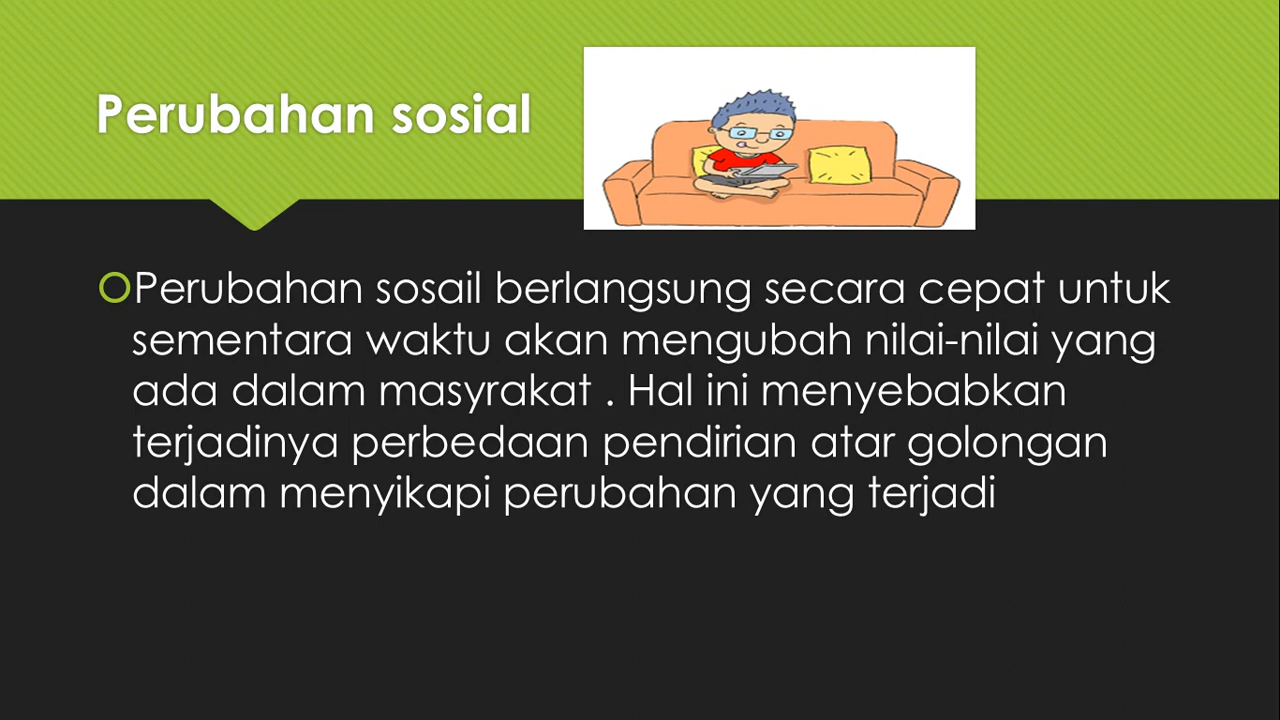 Perubahan sosial
Perubahan sosail berlangsung secara cepat untuk
sementara waktu akan mengubah nilai-nilai yang
ada dalam masyrakat . Hal ini menyebabkan
terjadinya perbedaan pendirian atar golongan
dalam menyikapi perubahan yang terjadi